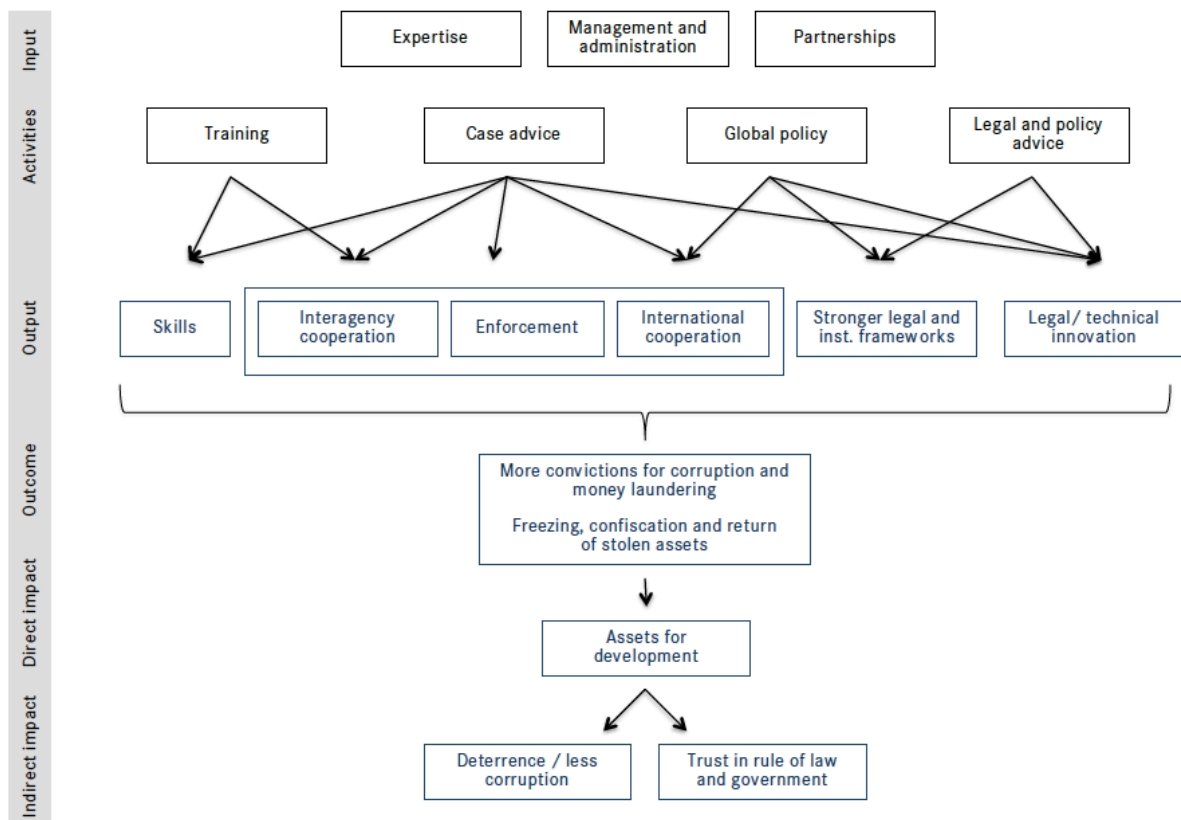 Input
Expertise
Management and
administration
Partnerships
Activities
Training
Case advice
Global policy
Legal and policy
advice
Output
Skills
Interagency
cooperation
Enforcement
International
cooperation
Stronger legal and
inst. frameworks
Legal/ technical
innovation
Outcome
More convictions for corruption and
money laundering
Freezing, confiscation and return
of stolen assets
Direct impact
Assets for
development
Indirect impact
Deterrence / less
corruption
Trust in rule of law
and government